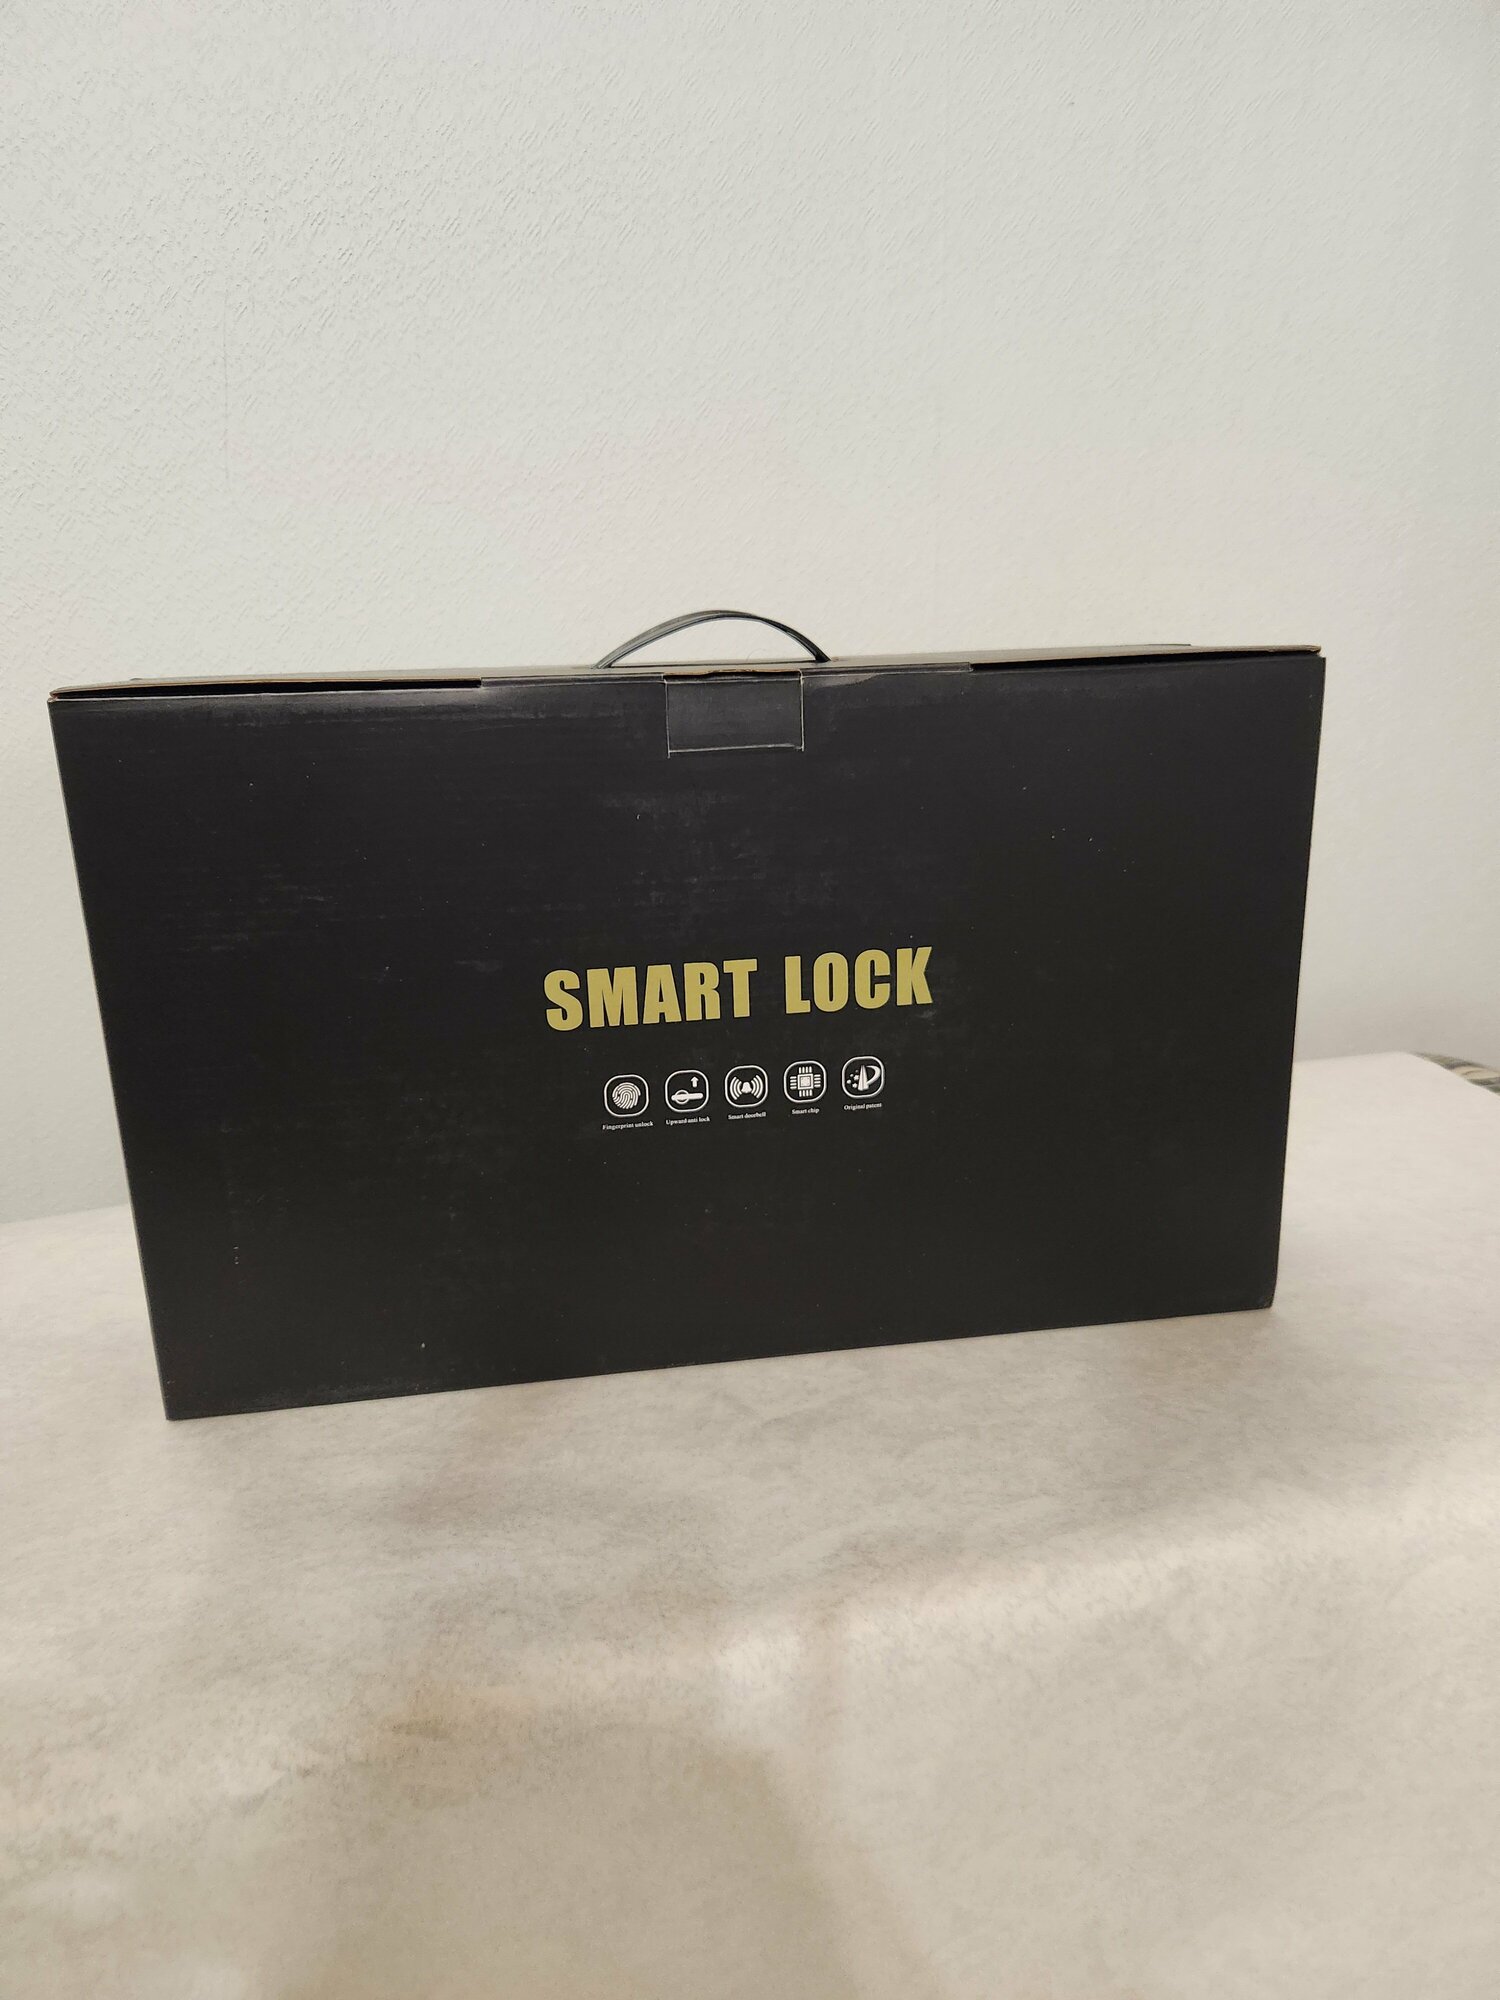 SMART LOCK
Fingerprint unlock Upward anti lock Smart doorbell Smart chip Original patent